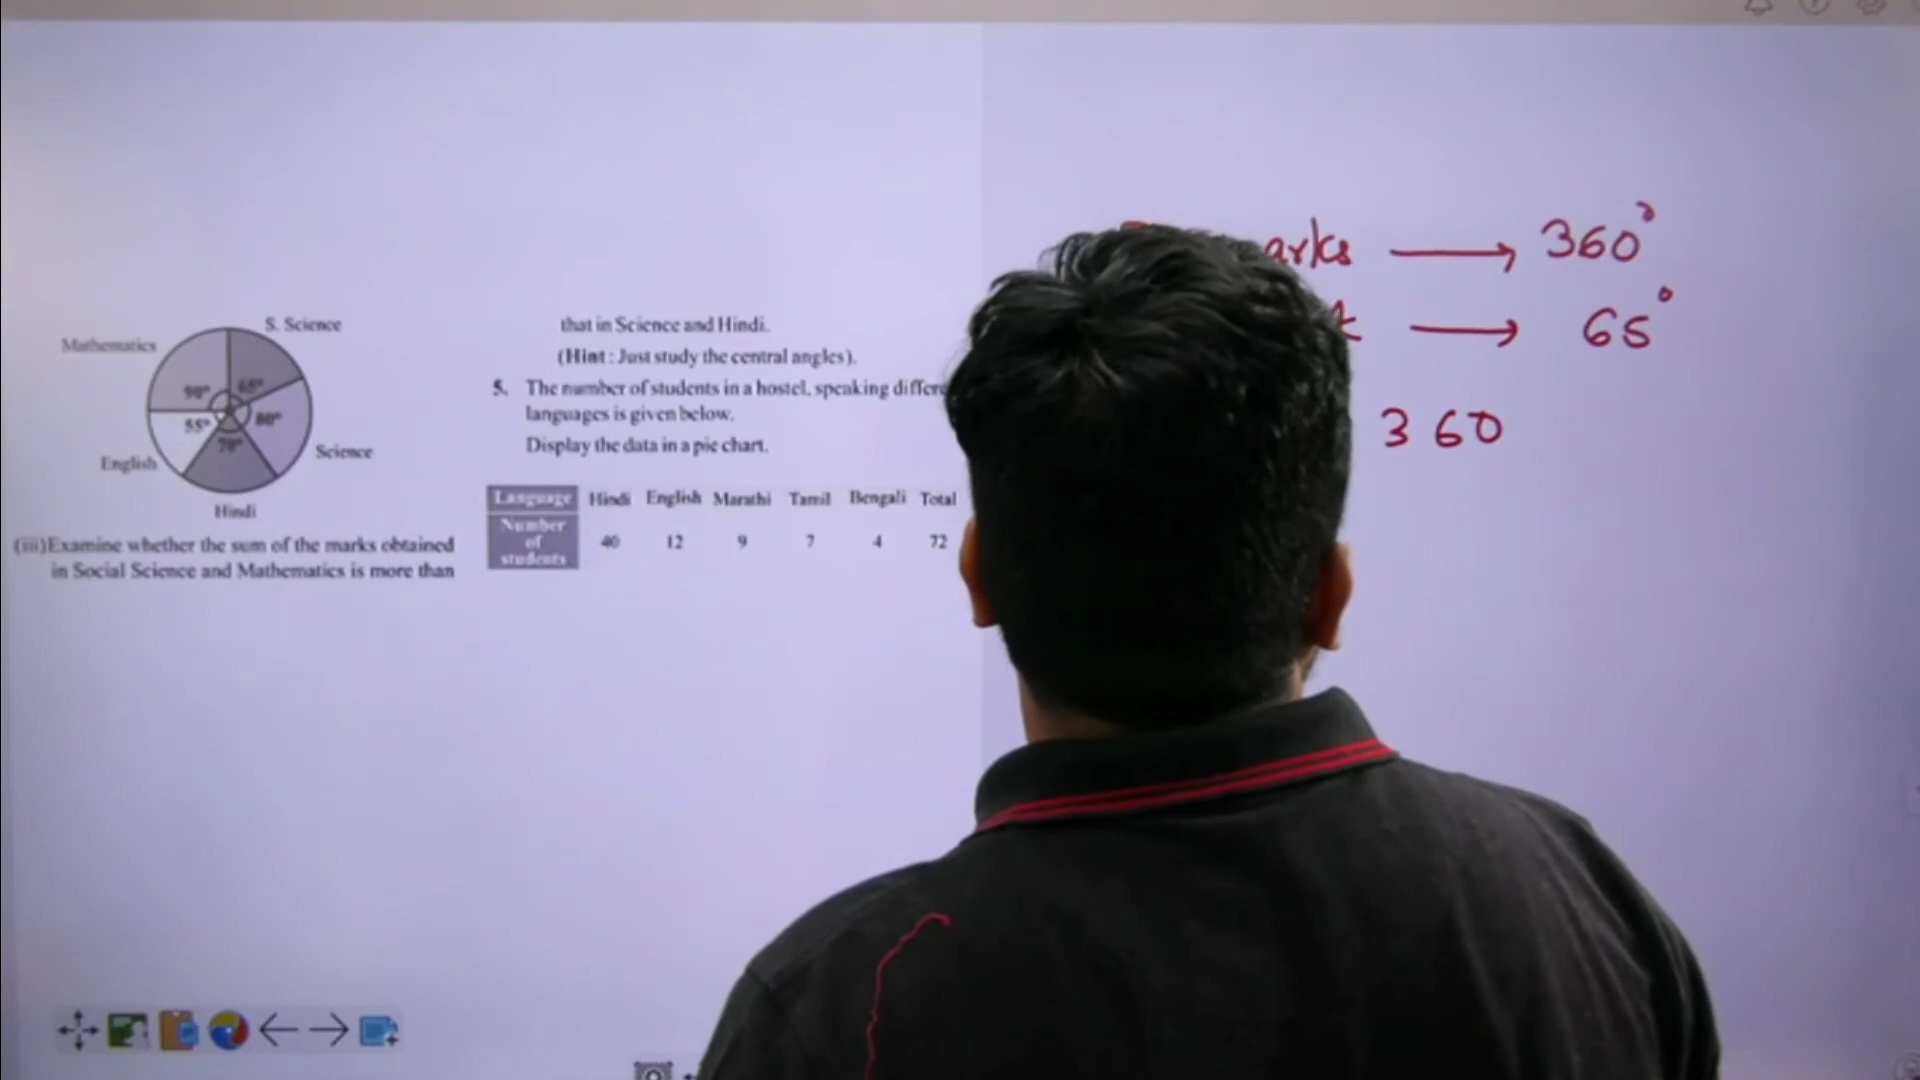 S. Science
Mathematics
90°
65°
55°
80°
70°
English
Science
Hindi
(iii)Examine whether the sum of the marks obtained
in Social Science and Mathematics is more than
that in Science and Hindi.
(Hint : Just study the central angles).
5. The number of students in a hostel, speaking
languages is given below.
Display the data in a pie chart.
Language Hindi English Marathi Tamil Bengali Total
Number of students 40 12 9 7 4 72
→ 360°
→ 65°
360